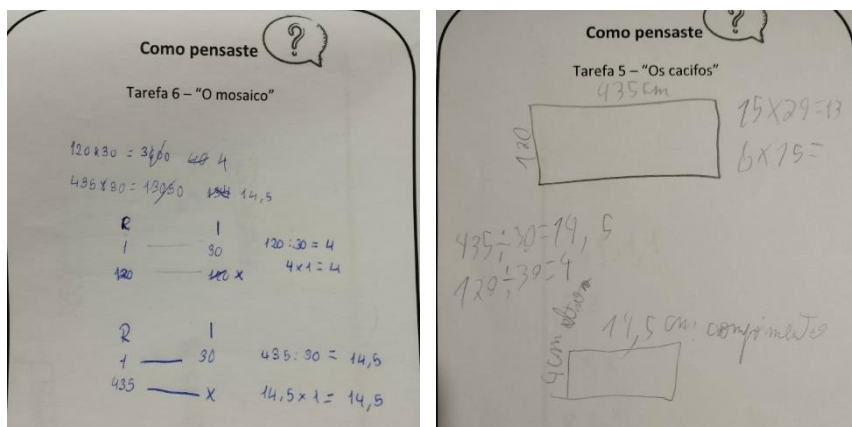 Como pensaste ?
Tarefa 6 – "O mosaico"
120x30 = 3600 4
435x30 = 13050 14,5
R I
1 30 120:30 = 4
120 x 4x1=4
R I
1 30 435:30 = 14,5
435 x 14,5x1= 14,5
Como pensaste ?
Tarefa 5 – "Os cacifos"
435cm
120
15X29=13
6X15=
435÷30=14,5
120÷30=4
14,5 cm comprimento
4cm